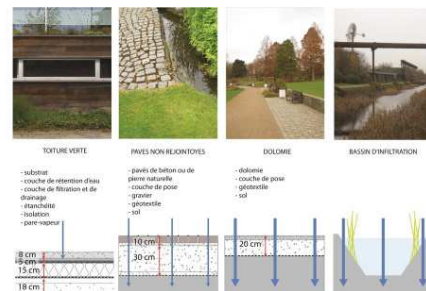 TOITURE VERTE
- substrat
- couche de rétention d'eau
- couche de filtration et de
drainage
- étanchéité
- isolation
- pare-vapeur
8 cm
5 cm
15 cm
18 cm
PAVES NON REJOINTOYES
- pavés de béton ou de
pierre naturelle
- couche de pose
- gravier
- géotextile
- sol
10 cm
30 cm
DOLOMIE
- dolomie
- couche de pose
- géotextile
- sol
20 cm
BASSIN D'INFILTRATION